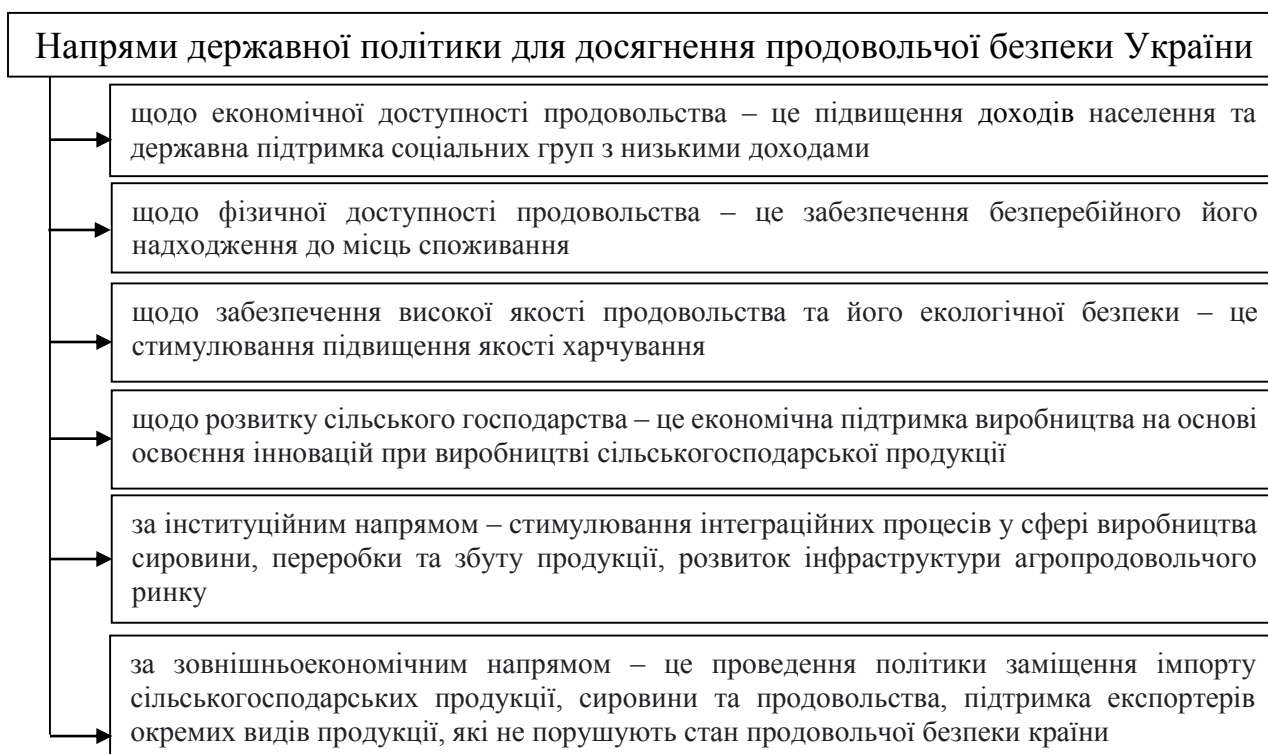 Напрями державної політики для досягнення продовольчої безпеки України
щодо економічної доступності продовольства – це підвищення доходів населення та
державна підтримка соціальних груп з низькими доходами
щодо фізичної доступності продовольства – це забезпечення безперебійного його
надходження до місць споживання
щодо забезпечення високої якості продовольства та його екологічної безпеки – це
стимулювання підвищення якості харчування
щодо розвитку сільського господарства – це економічна підтримка виробництва на основі
освоєння інновацій при виробництві сільськогосподарської продукції
за інституційним напрямом – стимулювання інтеграційних процесів у сфері виробництва
сировини, переробки та збуту продукції, розвиток інфраструктури агропродовольчого
ринку
за зовнішньоекономічним напрямом – це проведення політики заміщення імпорту
сільськогосподарських продукції, сировини та продовольства, підтримка експортерів
окремих видів продукції, які не порушують стан продовольчої безпеки країни